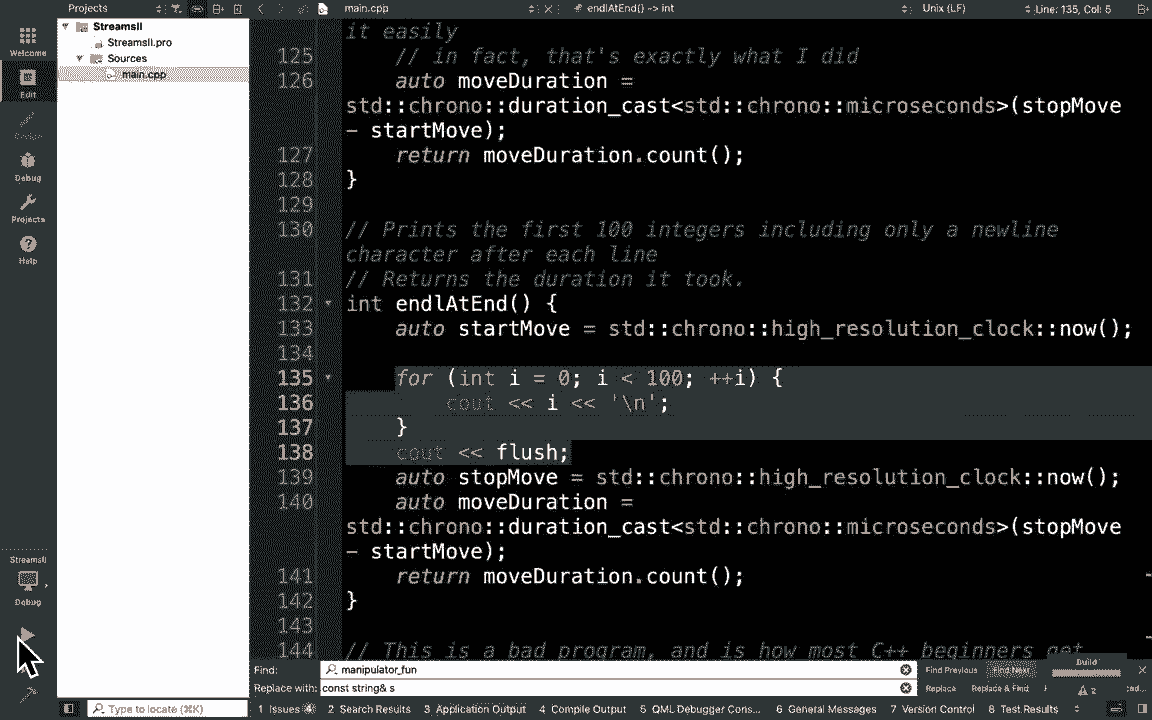 Projects
main.cpp
endlAtEnd() -> int
Unix (LF)
Line: 135, Col: 5
Welcome
Edit
Debug
Projects
Help
StreamsII
Debug
StreamsII
StreamsII.pro
Sources
main.cpp
it easily
125 // in fact, that's exactly what I did
126 auto moveDuration =
std::chrono::duration_cast<std::chrono::microseconds>(stopMove
- startMove);
127 return moveDuration.count();
128 }
129
130 // Prints the first 100 integers including only a newline
character after each line
131 // Returns the duration it took.
132 int endlAtEnd() {
133 auto startMove = std::chrono::high_resolution_clock::now();
134
135 for (int i = 0; i < 100; ++i) {
136 cout << i << '\n';
137 }
138 cout << flush;
139 auto stopMove = std::chrono::high_resolution_clock::now();
140 auto moveDuration =
std::chrono::duration_cast<std::chrono::microseconds>(stopMove
- startMove);
141 return moveDuration.count();
142 }
143
144 // This is a bad program, and is how most C++ beginners get
Find: manipulator_fun
Find Previous Find Next
Build
Replace with: const string& s
Replace Replace & Find
2
Type to locate (⌘K)
1 Issues 4 2 Search Results 3 Application Output 4 Compile Output 5 QML Debugger Cons... 6 General Messages 7 Version Control 8 Test Results